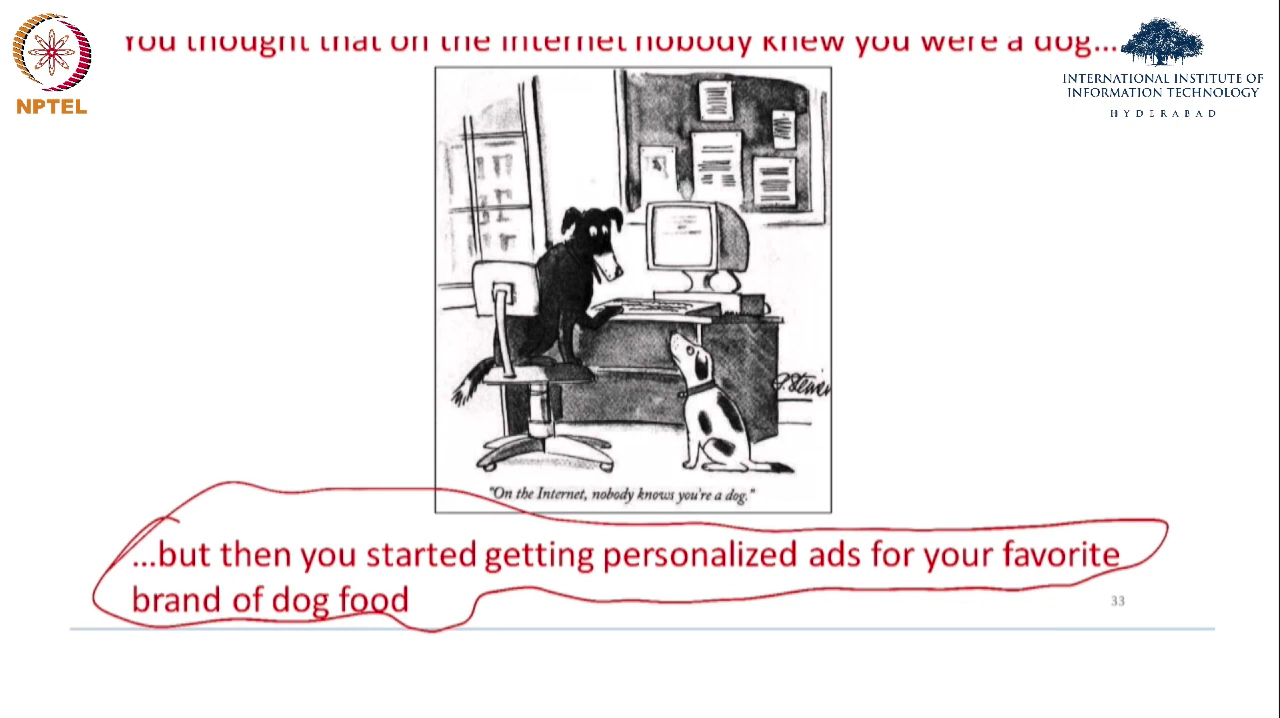 You thought that on the Internet nobody knew you were a dog...
NPTEL
INTERNATIONAL INSTITUTE OF
INFORMATION TECHNOLOGY
HYDERABAD
"On the Internet, nobody knows you're a dog."
...but then you started getting personalized ads for your favorite
brand of dog food
33